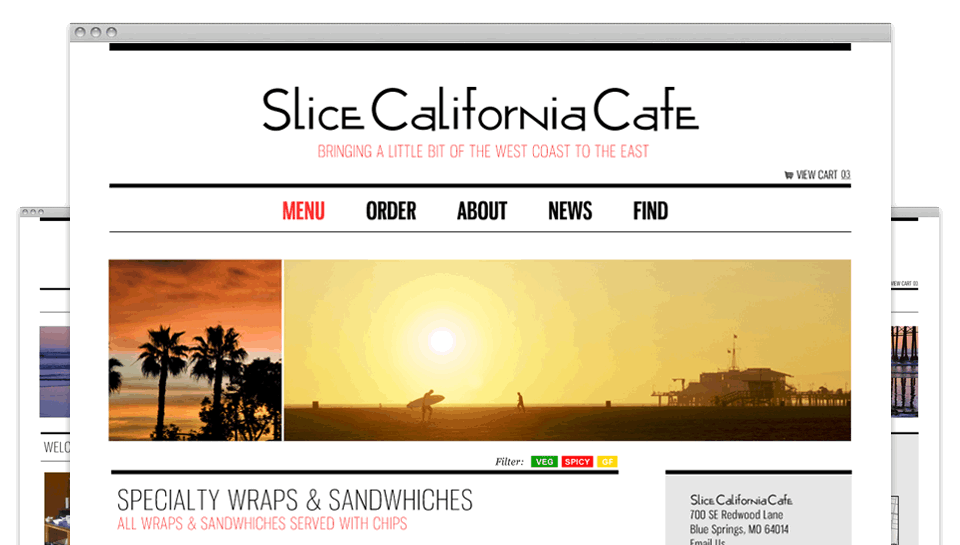 Slice California Cafe
BRINGING A LITTLE BIT OF THE WEST COAST TO THE EAST
VIEW CART 03
MENU ORDER ABOUT NEWS FIND
VIEW CART 03
WELC
Filter: VEG SPICY GF
SPECIALTY WRAPS & SANDWHICHES
ALL WRAPS & SANDWHICHES SERVED WITH CHIPS
Slice California Cafe
700 SE Redwood Lane
Blue Springs, MO 64014
Email Us